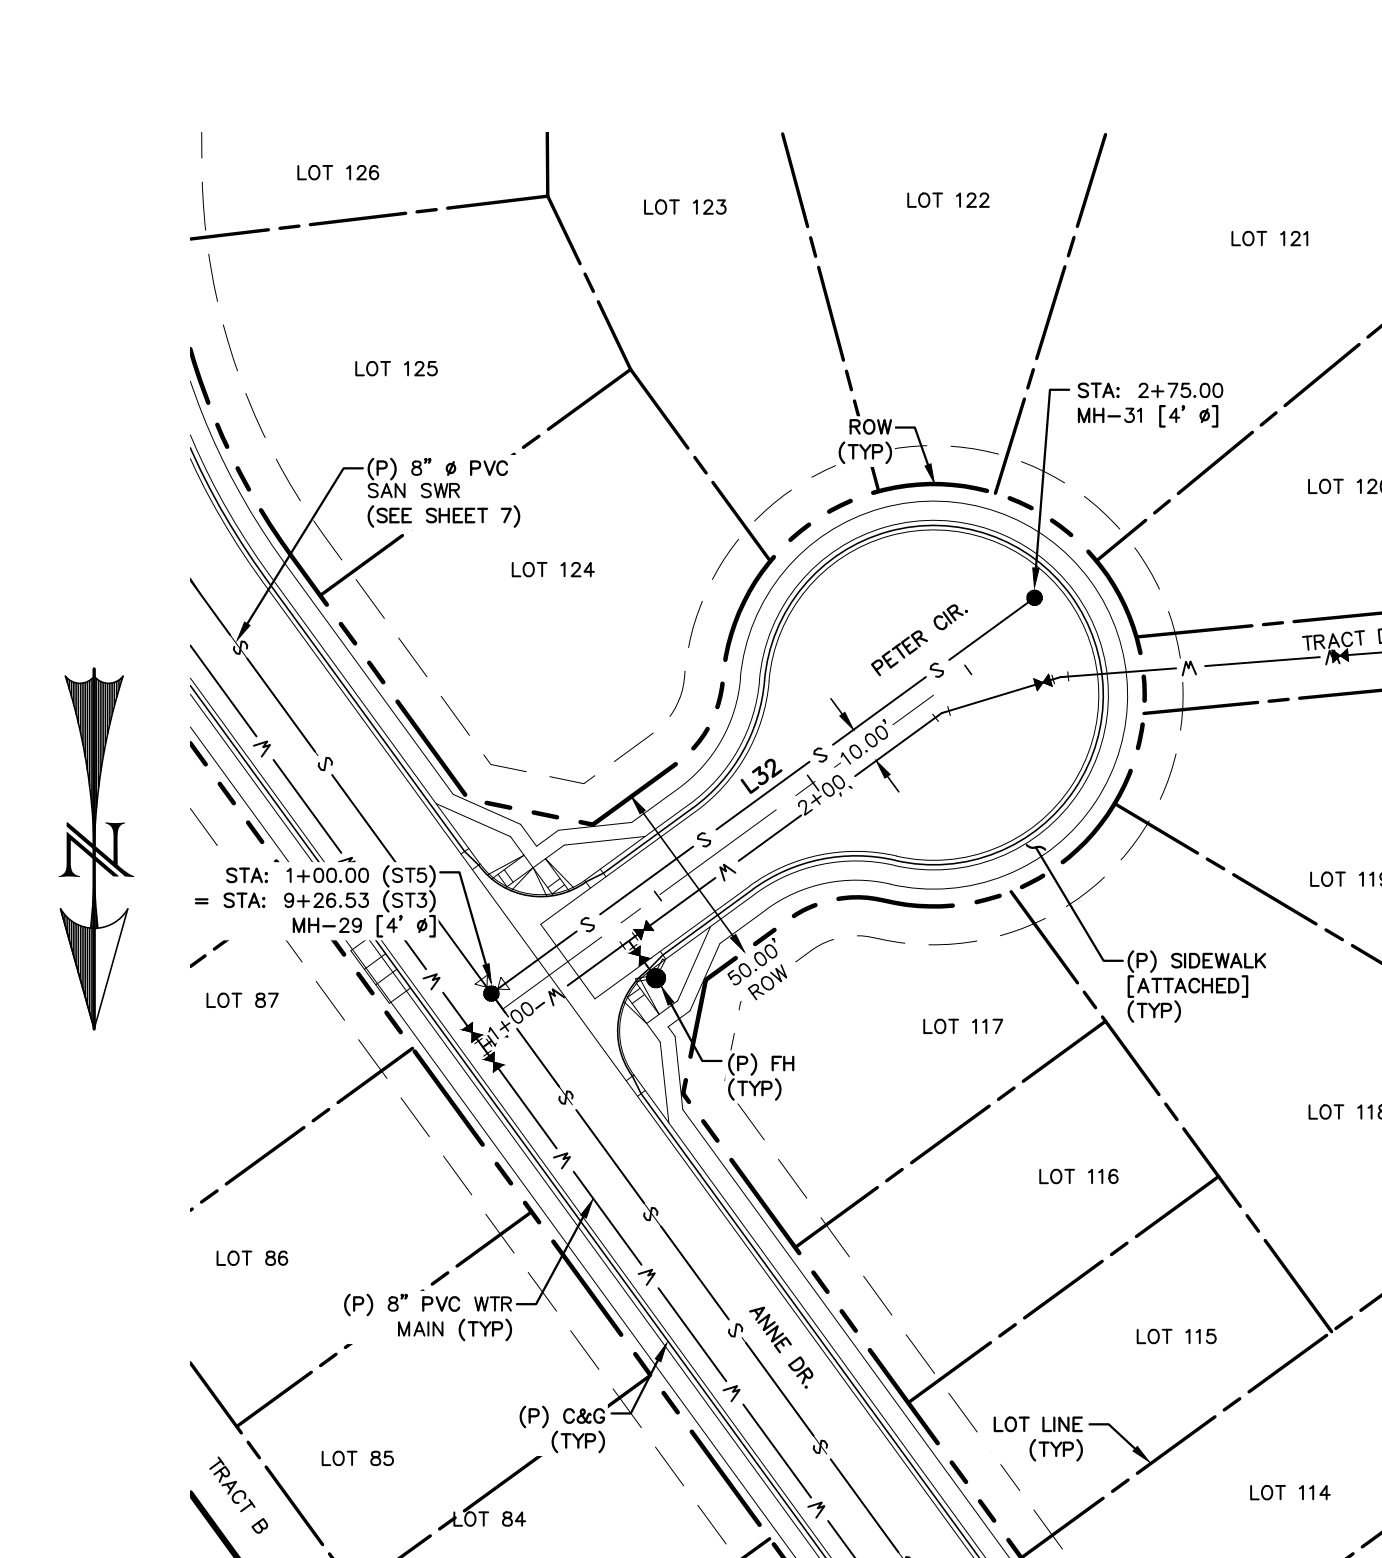 LOT 126
LOT 123
LOT 122
LOT 121
LOT 125
STA: 2+75.00
MH-31 [4' ø]
ROW
(TYP)
(P) 8" ø PVC
SAN SWR
(SEE SHEET 7)
LOT 120
LOT 124
PETER CIR.
TRACT D
S
W
W
S
W
S
S
10.00'
L32
2+00
S
W
STA: 1+00.00 (ST5)
= STA: 9+26.53 (ST3)
MH-29 [4' ø]
N
LOT 119
S
W
50.00'
ROW
(P) SIDEWALK
[ATTACHED]
(TYP)
LOT 87
1+00
W
LOT 117
(P) FH
(TYP)
S
LOT 118
W
LOT 116
S
LOT 86
W
(P) 8" PVC WTR
MAIN (TYP)
ANNE DR.
S
LOT 115
W
(P) C&G
(TYP)
LOT LINE
(TYP)
S
LOT 85
TRACT B
LOT 114
W
LOT 84